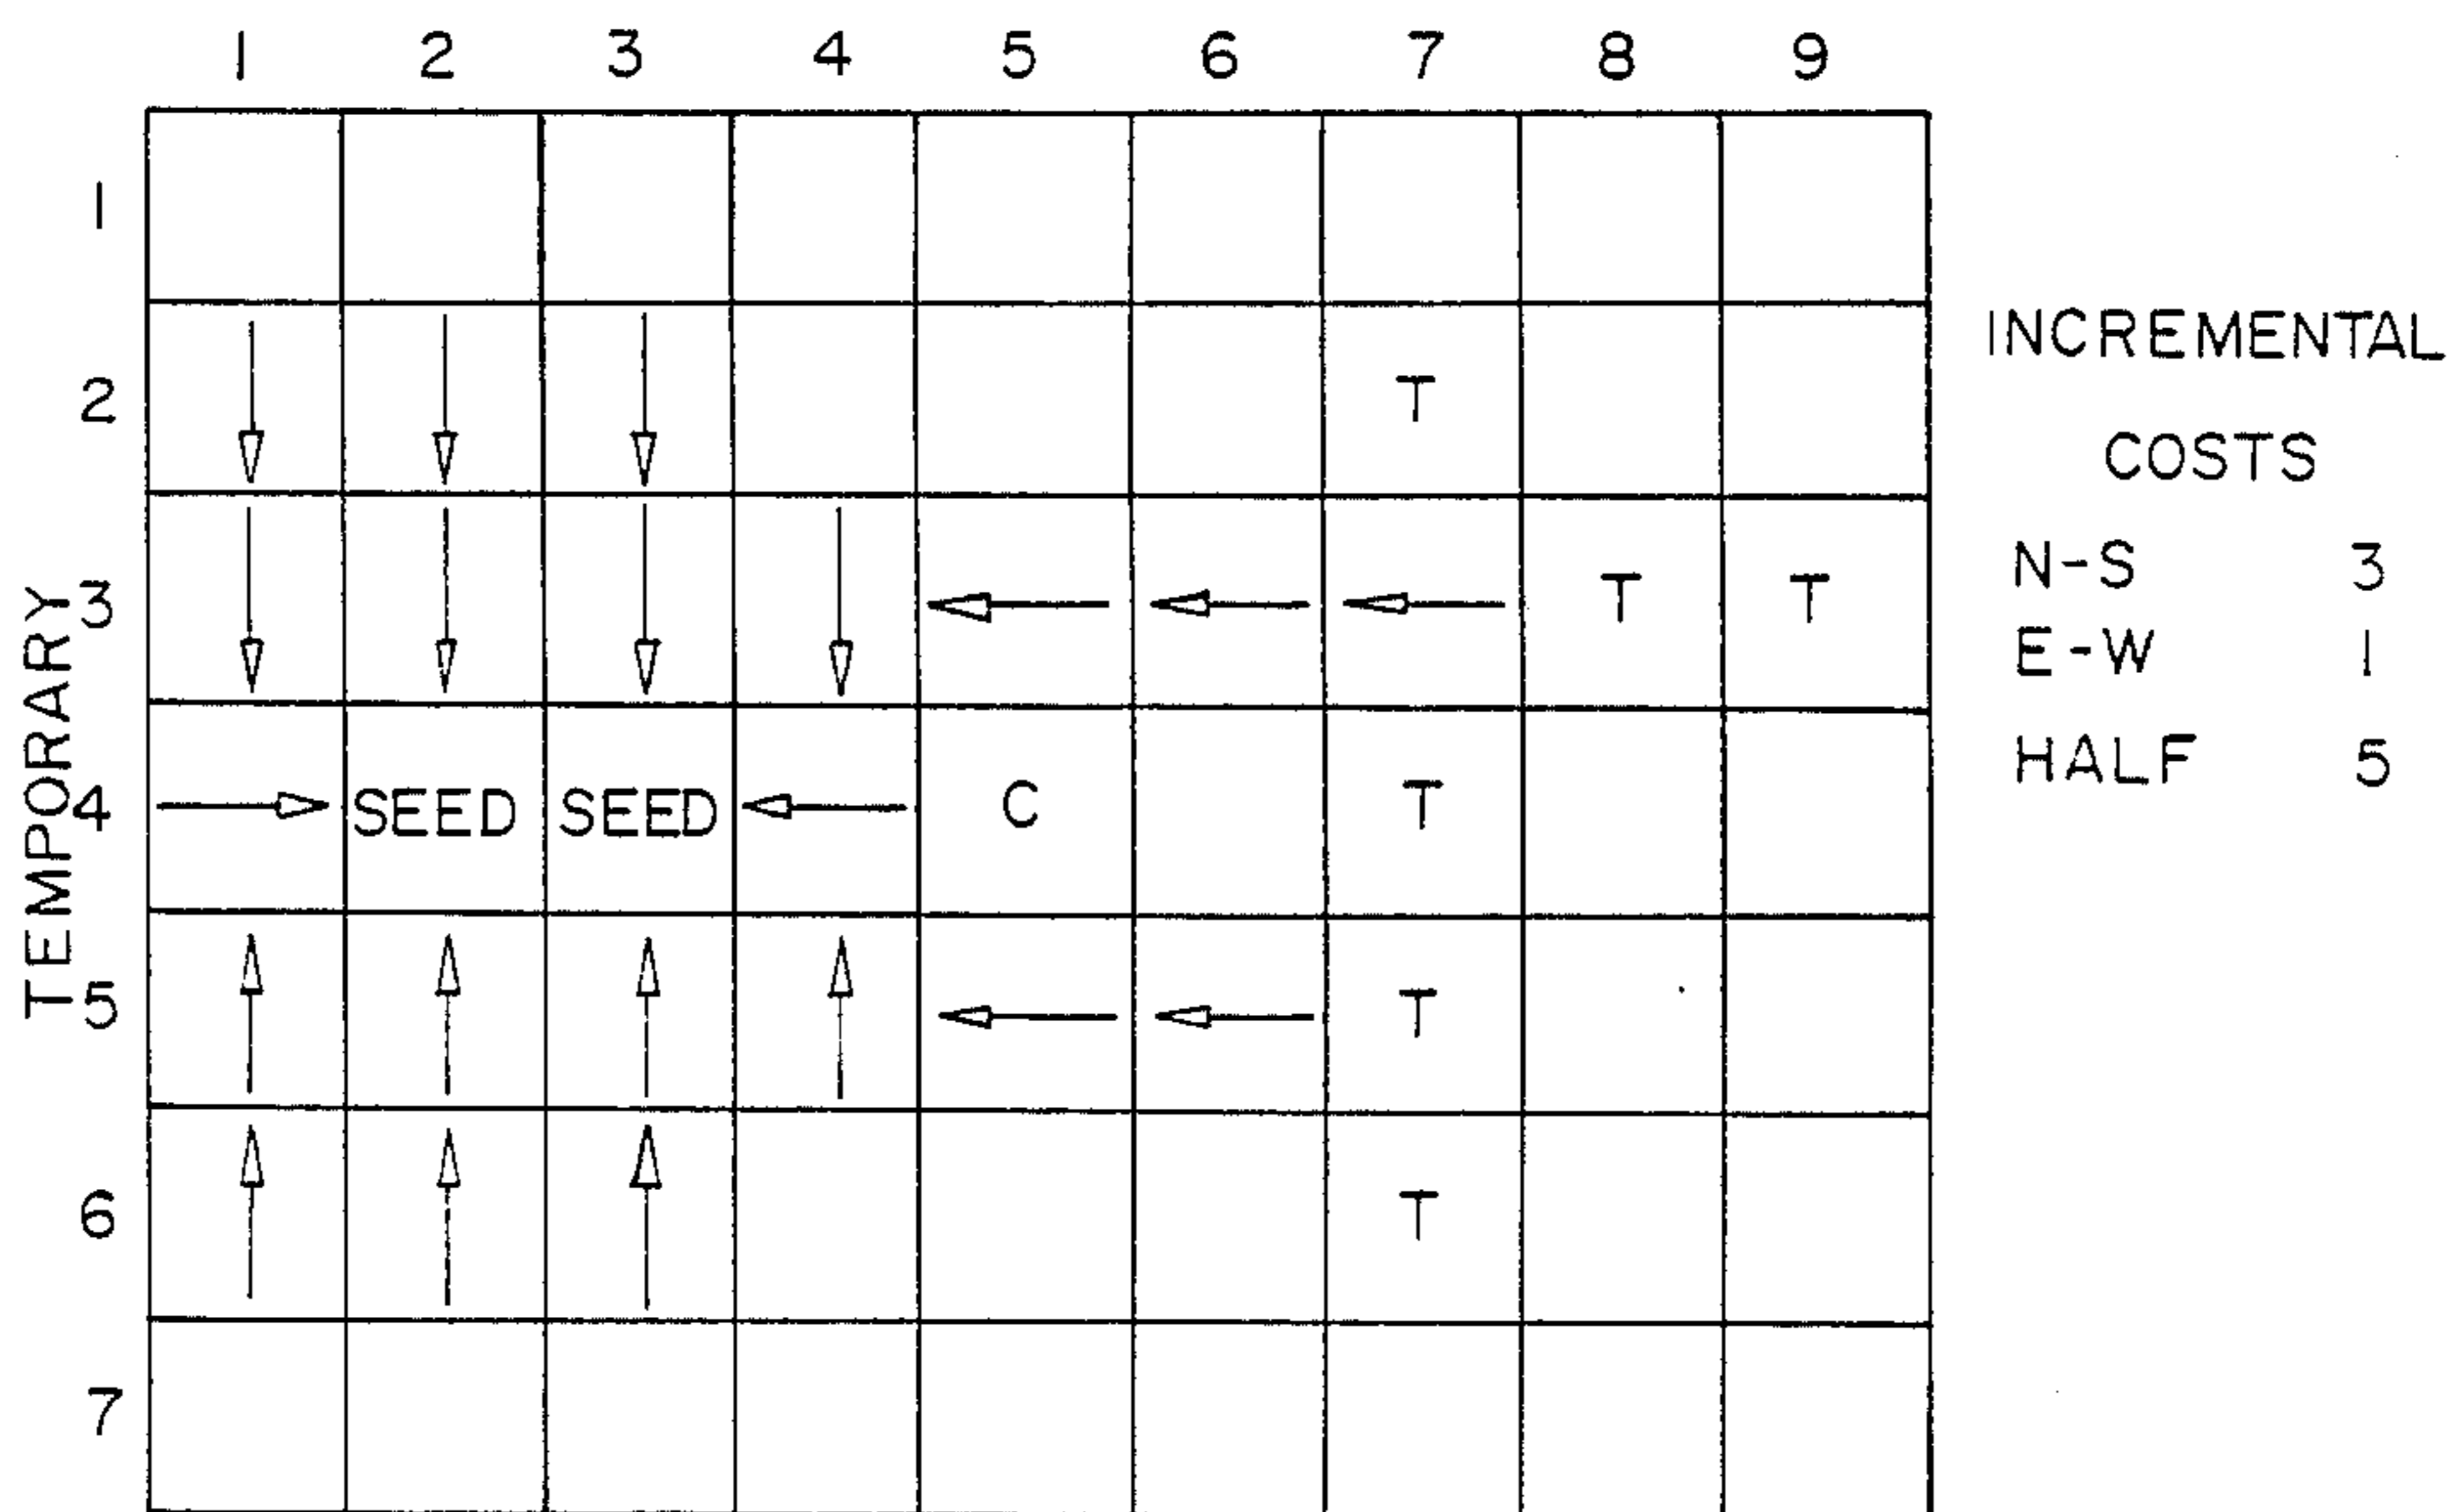 1 2 3 4 5 6 7 8 9
1
2 T
3 T T
4 SEED SEED C T
5 T
6 T
7
TEMPORARY
INCREMENTAL
COSTS
N-S 3
E-W 1
HALF 5